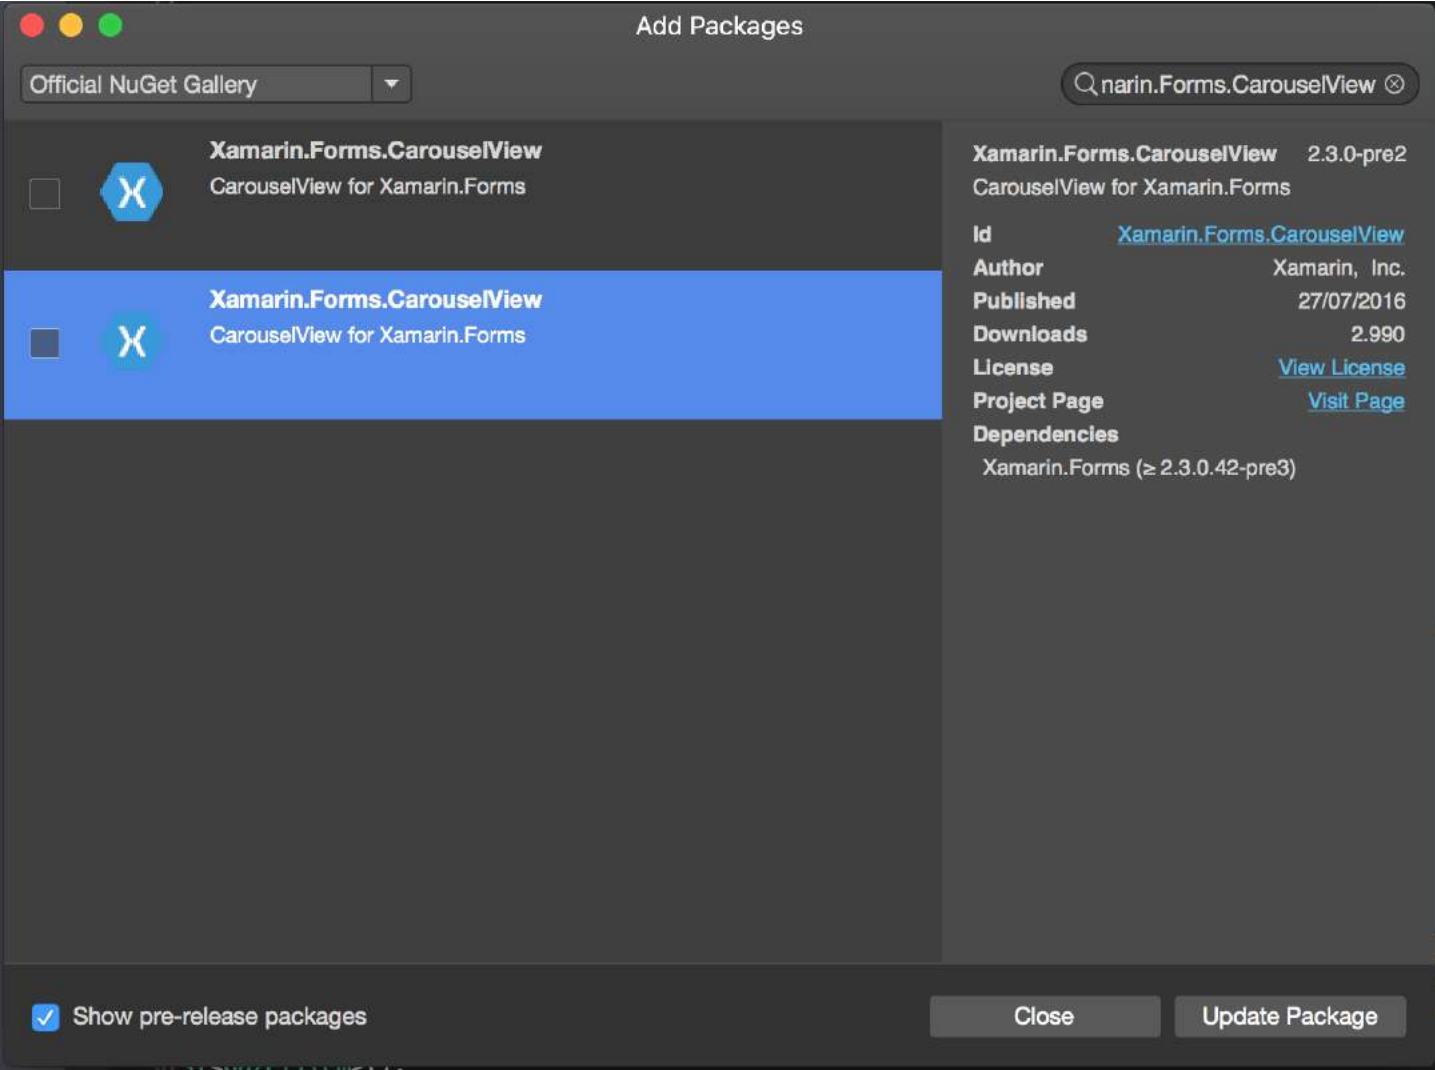 Add Packages
Official NuGet Gallery
narin.Forms.CarouselView
Xamarin.Forms.CarouselView
CarouselView for Xamarin.Forms
Xamarin.Forms.CarouselView
CarouselView for Xamarin.Forms
Xamarin.Forms.CarouselView 2.3.0-pre2
CarouselView for Xamarin.Forms
Id Xamarin.Forms.CarouselView
Author Xamarin, Inc.
Published 27/07/2016
Downloads 2.990
License View License
Project Page Visit Page
Dependencies
Xamarin.Forms (≥ 2.3.0.42-pre3)
Show pre-release packages
Close
Update Package